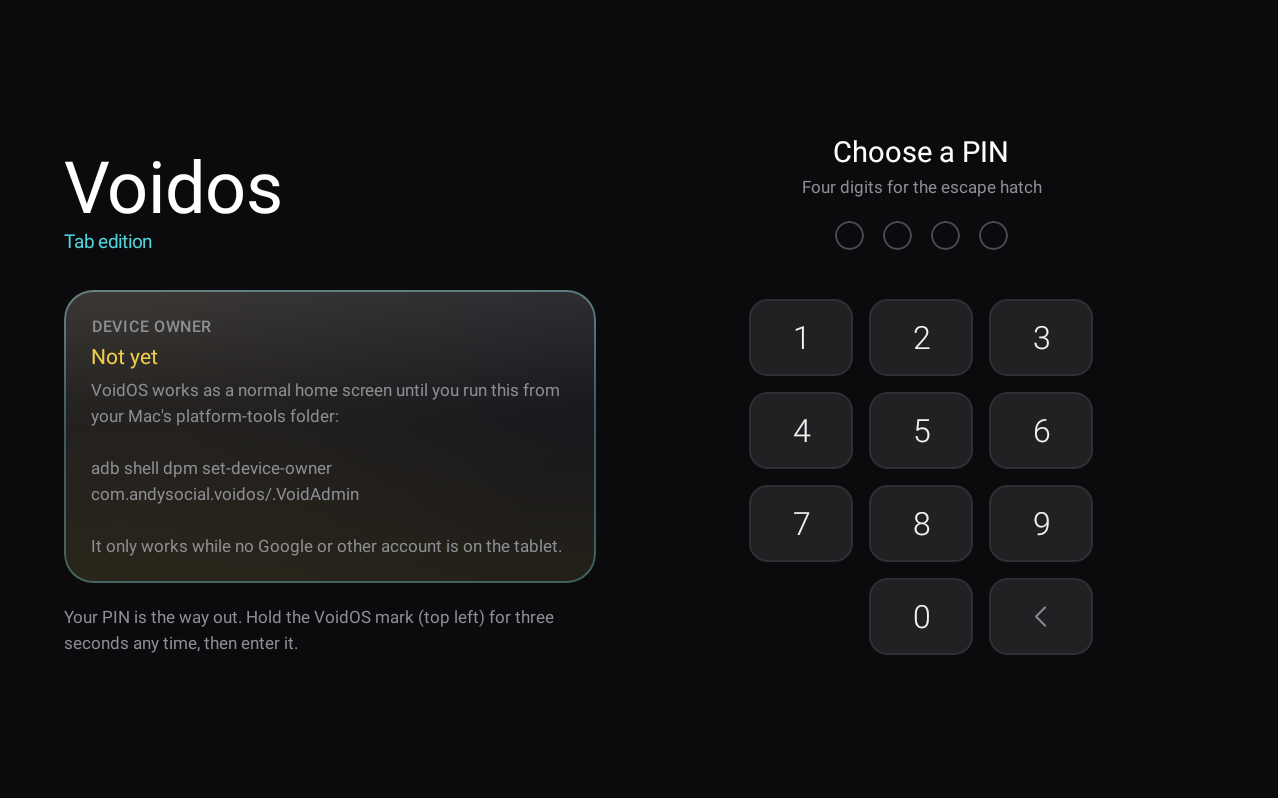 Voidos
Tab edition
DEVICE OWNER
Not yet
VoidOS works as a normal home screen until you run this from
your Mac's platform-tools folder:
adb shell dpm set-device-owner
com.andysocial.voidos/.VoidAdmin
It only works while no Google or other account is on the tablet.
Your PIN is the way out. Hold the VoidOS mark (top left) for three
seconds any time, then enter it.
Choose a PIN
Four digits for the escape hatch
1 2 3
4 5 6
7 8 9
0